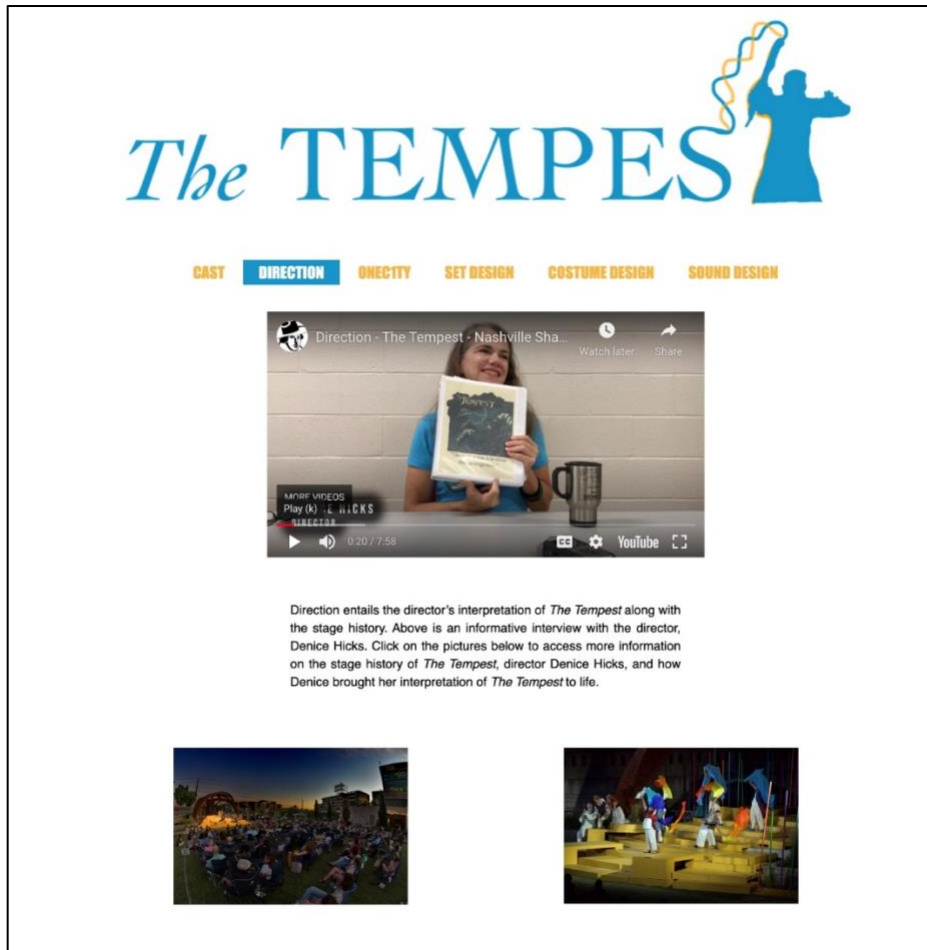 The TEMPEST
CAST DIRECTION ONEC1TY SET DESIGN COSTUME DESIGN SOUND DESIGN
Direction - The Tempest - Nashville Sha...
Watch later Share
MORE VIDEOS
Play (k) E HICKS
DIRECTOR
0:20 / 7:58 CC YouTube
Direction entails the director's interpretation of The Tempest along with
the stage history. Above is an informative interview with the director,
Denice Hicks. Click on the pictures below to access more information
on the stage history of The Tempest, director Denice Hicks, and how
Denice brought her interpretation of The Tempest to life.